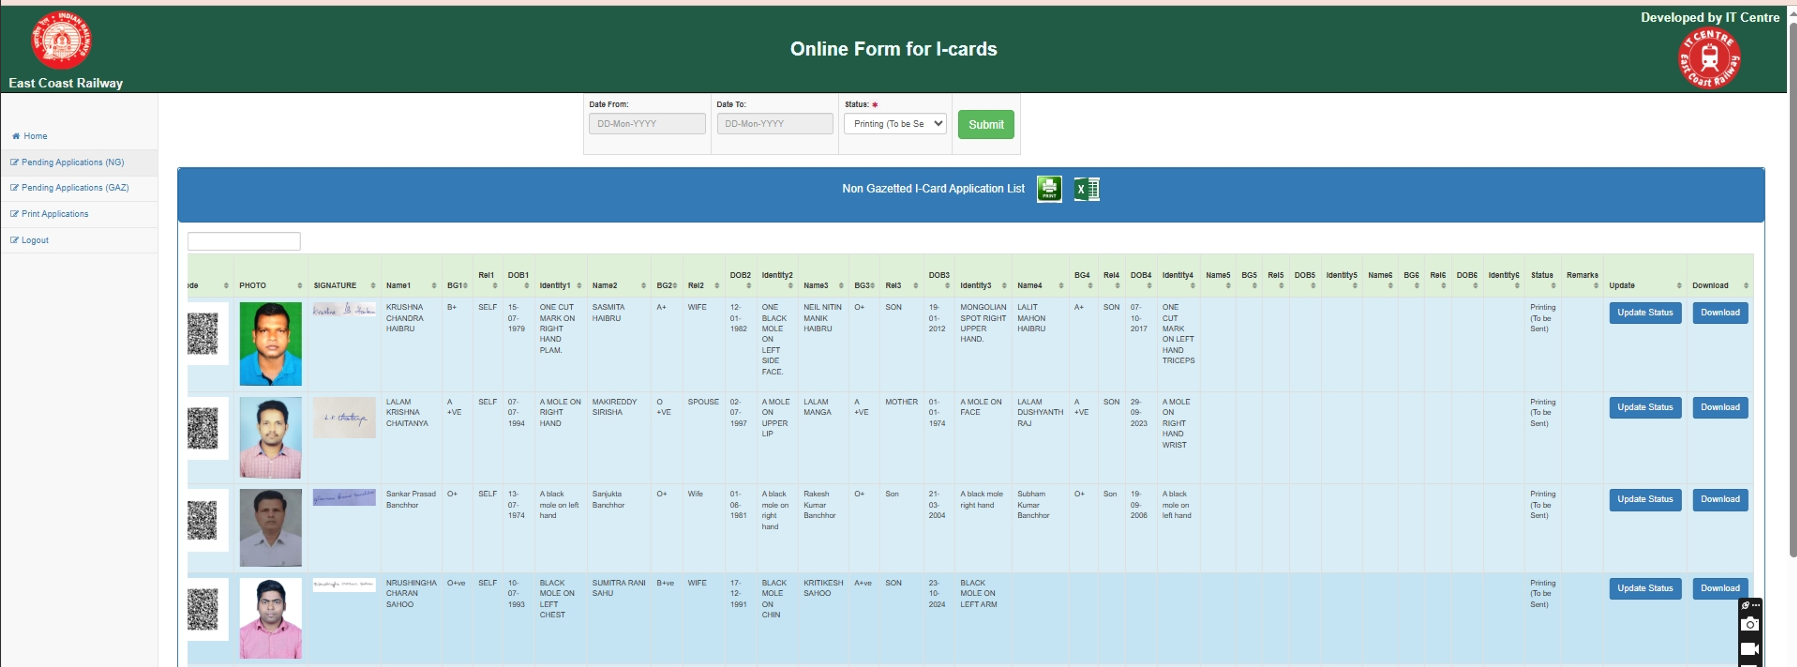 Developed by IT Centre
INDIAN RAILWAYS
Online Form for I-cards
IT CENTRE
East Coast Railway
East Coast Railway
Date From:
Date To:
Status: *
DD-Mon-YYYY
DD-Mon-YYYY
Printing (To be Se
Submit
Home
Pending Applications (NG)
Pending Applications (GAZ)
Print Applications
Logout
Non Gazetted I-Card Application List
PRINT
X
de PHOTO SIGNATURE Name1 BG1 Rel1 DOB1 Identity1 Name2 BG2 Rel2 DOB2 Identity2 Name3 BG3 Rel3 DOB3 Identity3 Name4 BG4 Rel4 DOB4 Identity4 Name5 BG5 Rel5 DOB5 Identity5 Name6 BG6 Rel6 DOB6 Identity6 Status Remarks Update Download
KRUSHNA CHANDRA HAIBRU B+ SELF 15-07-1979 ONE CUT MARK ON RIGHT HAND PLAM. SASMITA HAIBRU A+ WIFE 12-01-1982 ONE BLACK MOLE ON LEFT SIDE FACE. NEIL NITIN MANIK HAIBRU O+ SON 19-01-2012 MONGOLIAN SPOT RIGHT UPPER HAND. LALIT MAHON HAIBRU A+ SON 07-10-2017 ONE CUT MARK ON LEFT HAND TRICEPS Printing (To be Sent) Update Status Download
LALAM KRISHNA CHAITANYA A +VE SELF 07-07-1994 A MOLE ON RIGHT HAND MAKIREDDY SIRISHA O +VE SPOUSE 02-07-1997 A MOLE ON UPPER LIP LALAM MANGA A +VE MOTHER 01-01-1974 A MOLE ON FACE LALAM DUSHYANTH RAJ A +VE SON 29-09-2023 A MOLE ON RIGHT HAND WRIST Printing (To be Sent) Update Status Download
Sankar Prasad Banchhor O+ SELF 13-07-1974 A black mole on left hand Sanjukta Banchhor O+ Wife 01-06-1981 A black mole on right hand Rakesh Kumar Banchhor O+ Son 21-03-2004 A black mole right hand Subham Kumar Banchhor O+ Son 19-09-2006 A black mole on left hand Printing (To be Sent) Update Status Download
NRUSHINGHA CHARAN SAHOO O+ve SELF 10-07-1993 BLACK MOLE ON LEFT CHEST SUMITRA RANI SAHU B+ve WIFE 17-12-1991 BLACK MOLE ON CHIN KRITIKESH SAHOO A+ve SON 23-10-2024 BLACK MOLE ON LEFT ARM Printing (To be Sent) Update Status Download